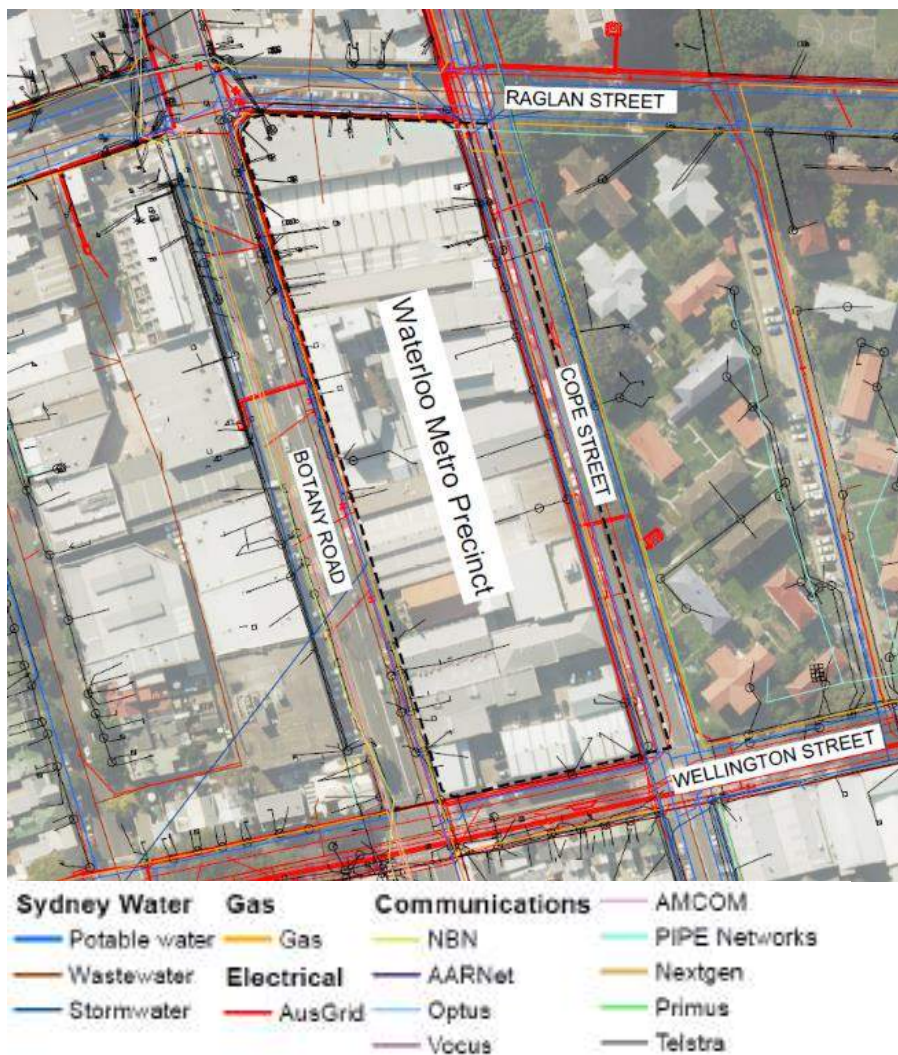 RAGLAN STREET
Waterloo Metro Precinct
COPE STREET
BOTANY ROAD
WELLINGTON STREET
Sydney Water
Potable water
Wastewater
Stormwater
Gas
Gas
Electrical
AusGrid
Communications
NBN
AARNet
Optus
Vocus
AMCOM
PIPE Networks
Nextgen
Primus
Telstra